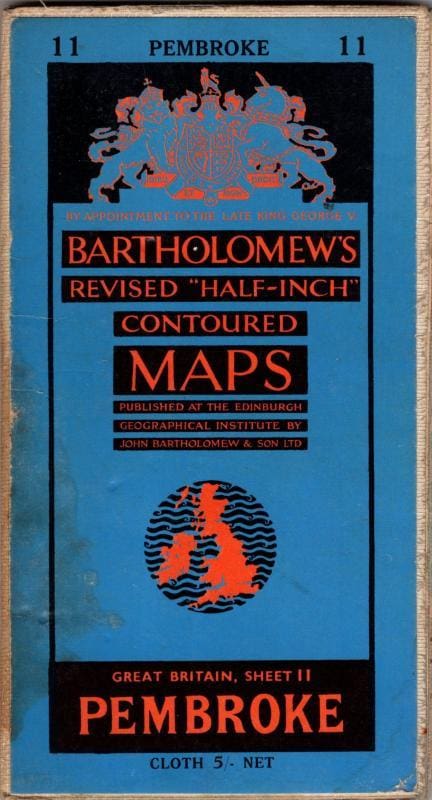 11 PEMBROKE 11
BY APPOINTMENT TO THE LATE KING GEORGE V.
BARTHOLOMEW'S
REVISED "HALF-INCH"
CONTOURED
MAPS
PUBLISHED AT THE EDINBURGH
GEOGRAPHICAL INSTITUTE BY
JOHN BARTHOLOMEW & SON LTD
GREAT BRITAIN, SHEET 11
PEMBROKE
CLOTH 5/- NET